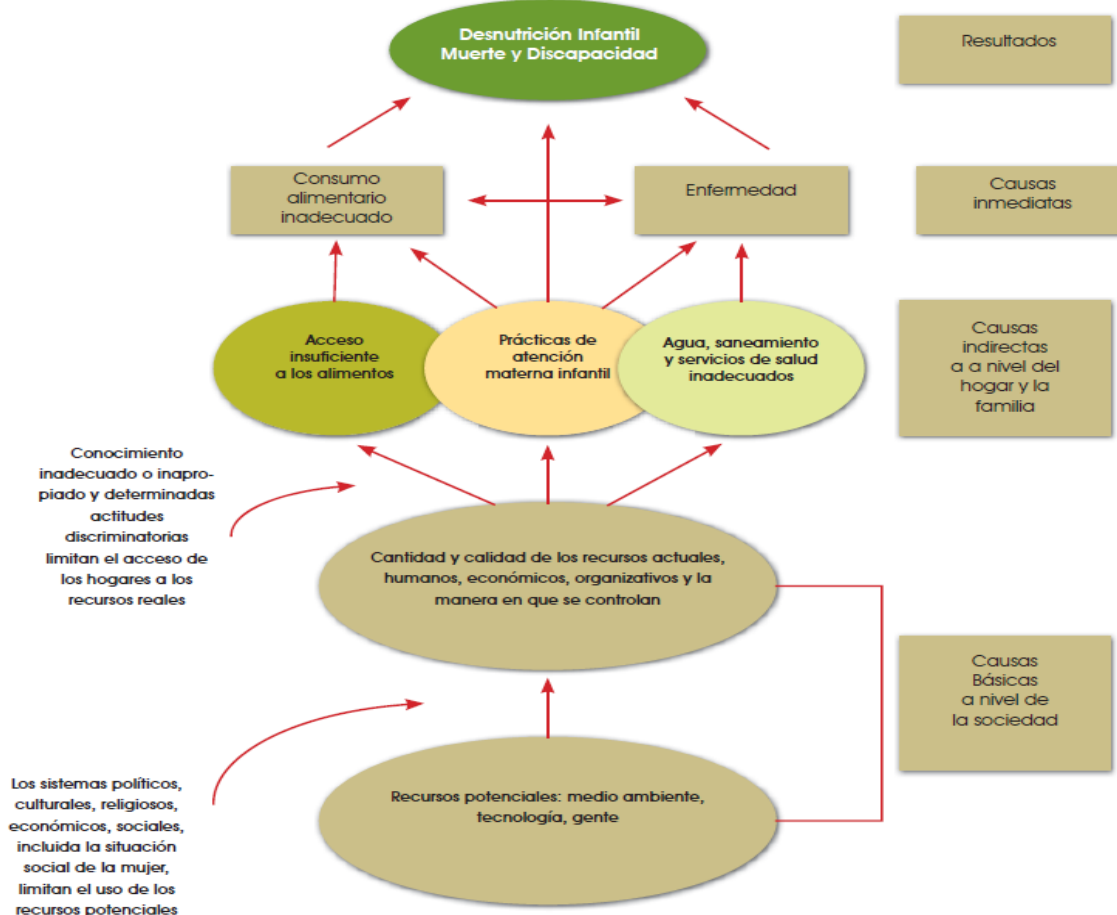 Desnutrición Infantil
Muerte y Discapacidad
Resultados
Consumo
alimentario
inadecuado
Enfermedad
Causas
inmediatas
Acceso
insuficiente
a los alimentos
Prácticas de
atención
materna infantil
Agua, saneamiento
y servicios de salud
inadecuados
Causas
indirectas
a a nivel del
hogar y la
familia
Conocimiento
inadecuado o inapro-
piado y determinadas
actitudes
discriminatorias
limitan el acceso de
los hogares a los
recursos reales
Cantidad y calidad de los recursos actuales,
humanos, económicos, organizativos y la
manera en que se controlan
Causas
Básicas
a nivel de
la sociedad
Los sistemas políticos,
culturales, religiosos,
económicos, sociales,
incluida la situación
social de la mujer,
limitan el uso de los
recursos potenciales
Recursos potenciales: medio ambiente,
tecnología, gente